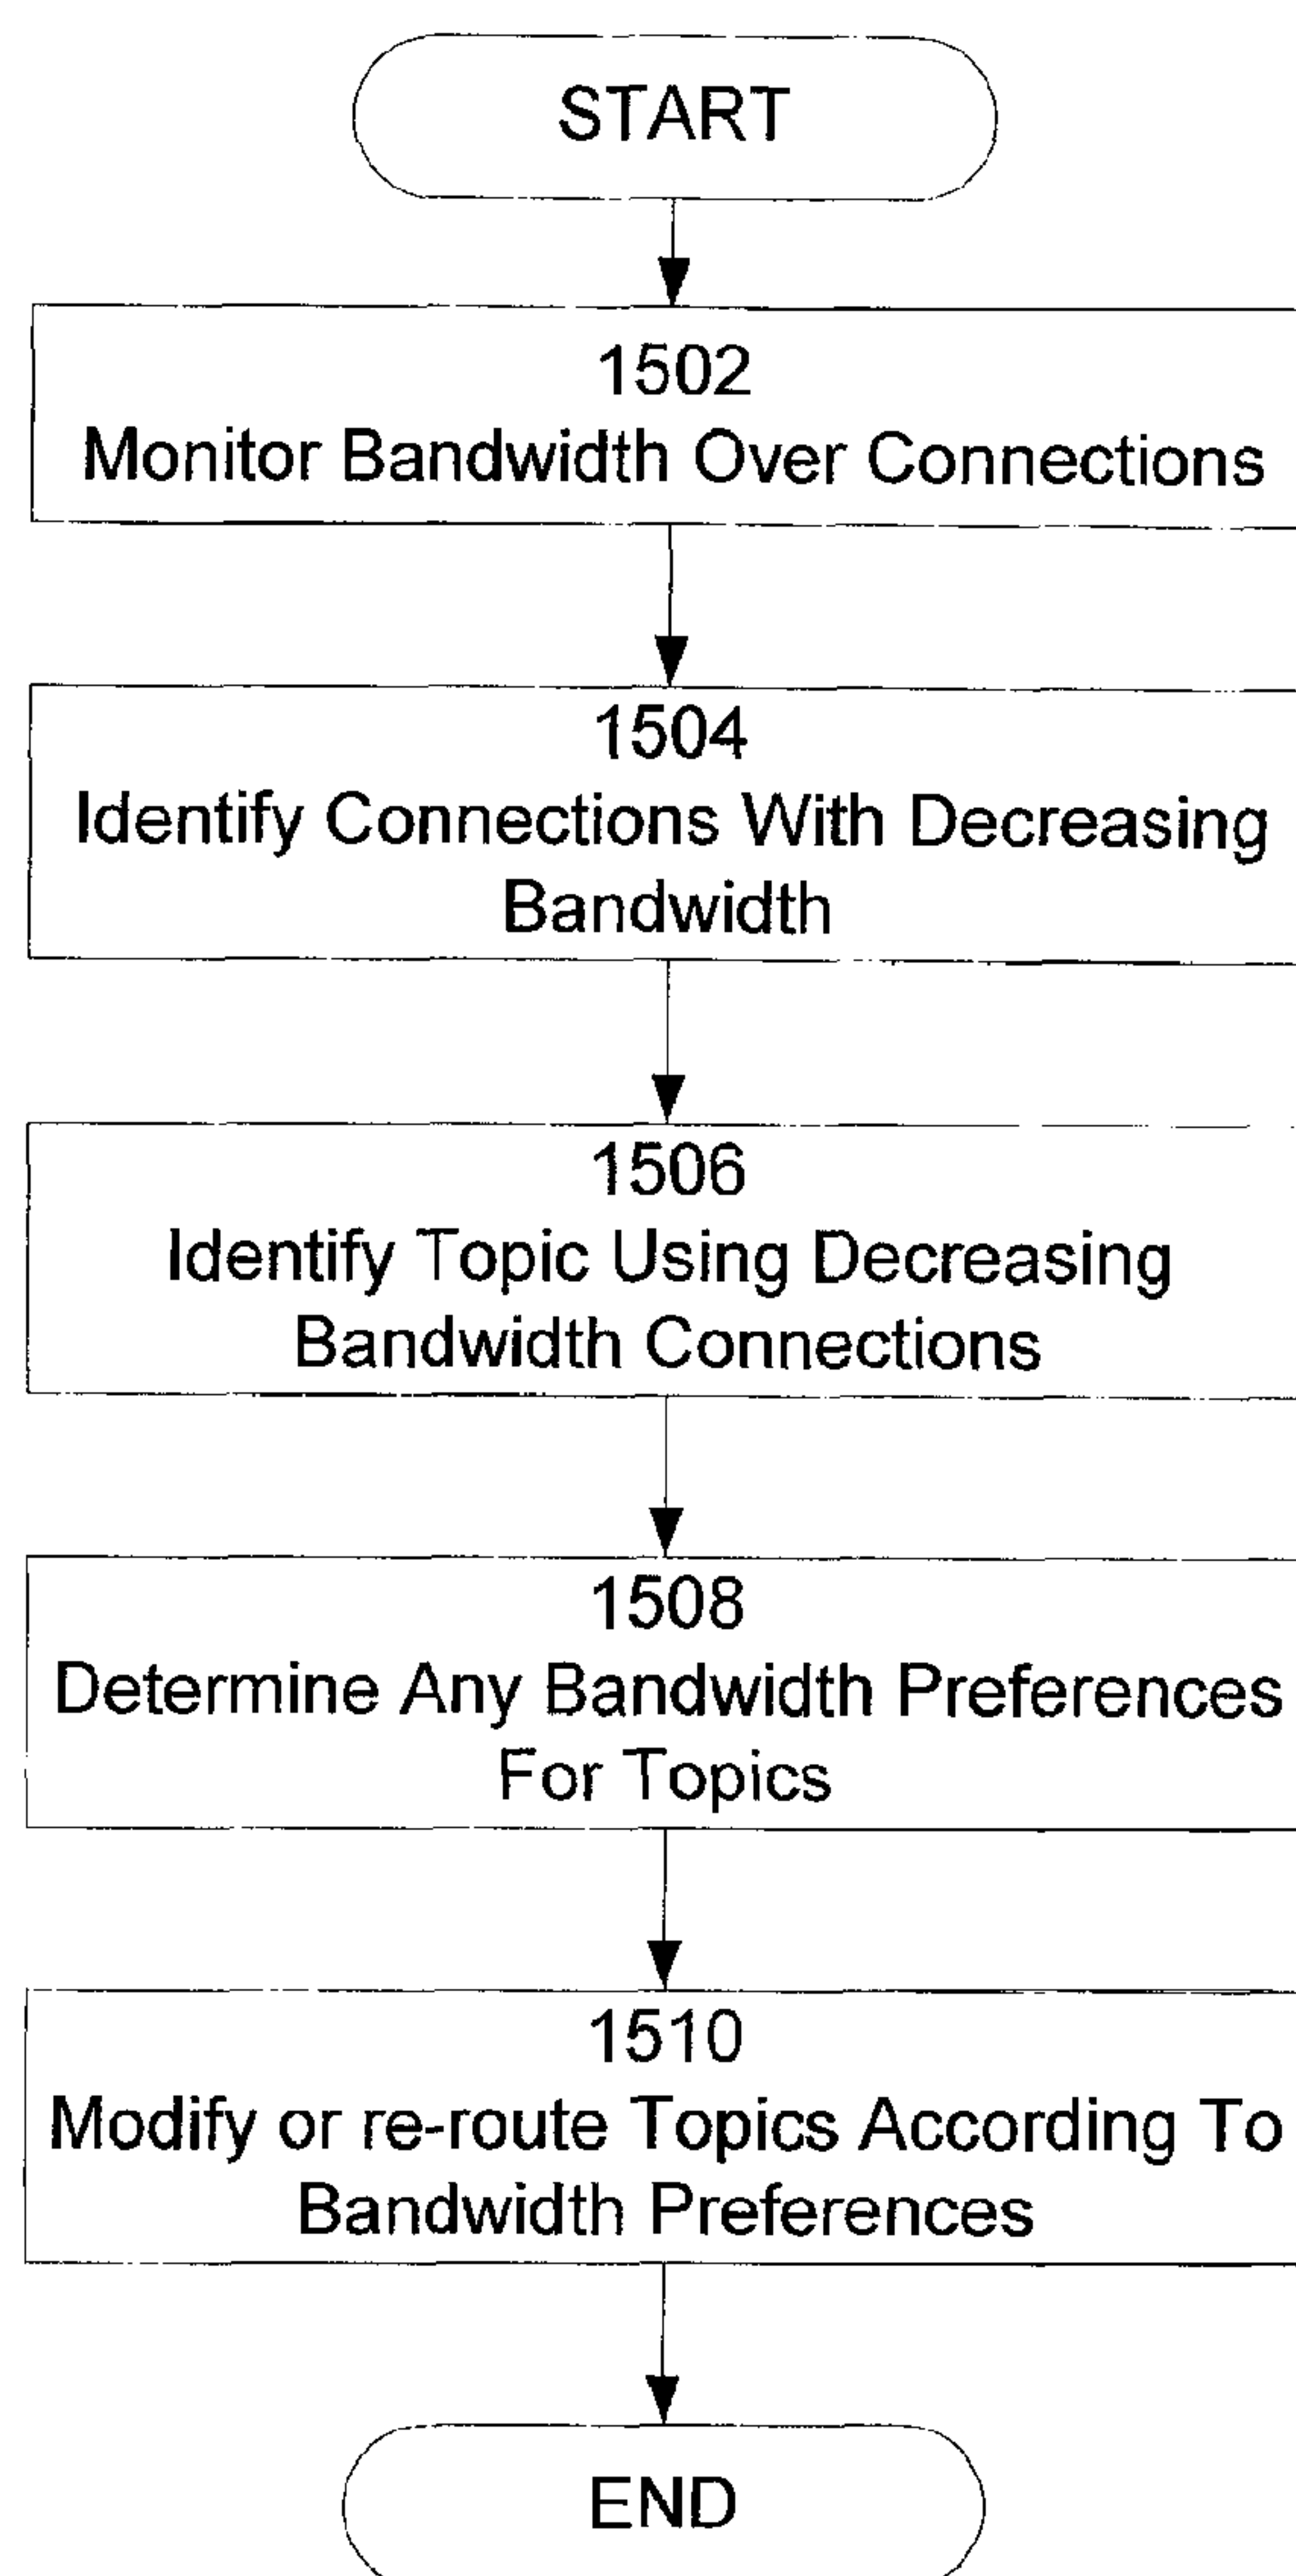 START
1502
Monitor Bandwidth Over Connections
1504
Identify Connections With Decreasing
Bandwidth
1506
Identify Topic Using Decreasing
Bandwidth Connections
1508
Determine Any Bandwidth Preferences
For Topics
1510
Modify or re-route Topics According To
Bandwidth Preferences
END